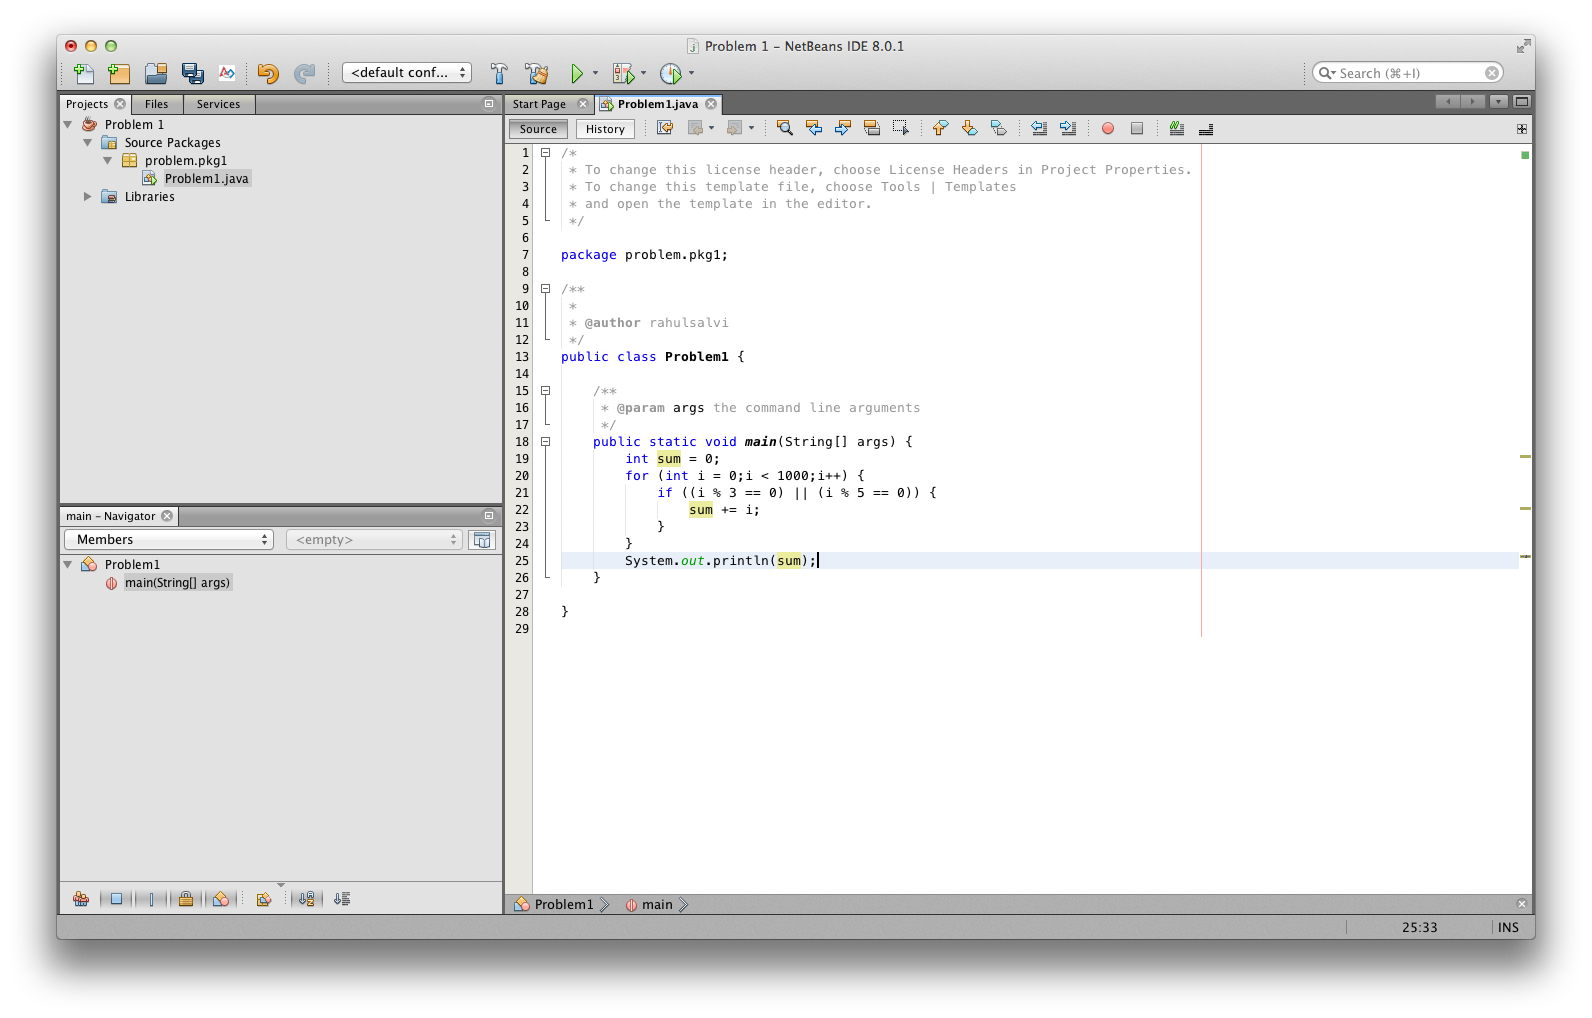 Problem 1 – NetBeans IDE 8.0.1
<default conf...
Search (⌘+I)
Projects Files Services
Problem 1
Source Packages
problem.pkg1
Problem1.java
Libraries
main – Navigator
Members <empty>
Problem1
main(String[] args)
Start Page Problem1.java
Source History
1 /*
2  * To change this license header, choose License Headers in Project Properties.
3  * To change this template file, choose Tools | Templates
4  * and open the template in the editor.
5  */
6
7 package problem.pkg1;
8
9 /**
10  *
11  * @author rahulsalvi
12  */
13 public class Problem1 {
14
15     /**
16      * @param args the command line arguments
17      */
18     public static void main(String[] args) {
19         int sum = 0;
20         for (int i = 0;i < 1000;i++) {
21             if ((i % 3 == 0) || (i % 5 == 0)) {
22                 sum += i;
23             }
24         }
25         System.out.println(sum);
26     }
27
28 }
29
Problem1 main
25:33 INS